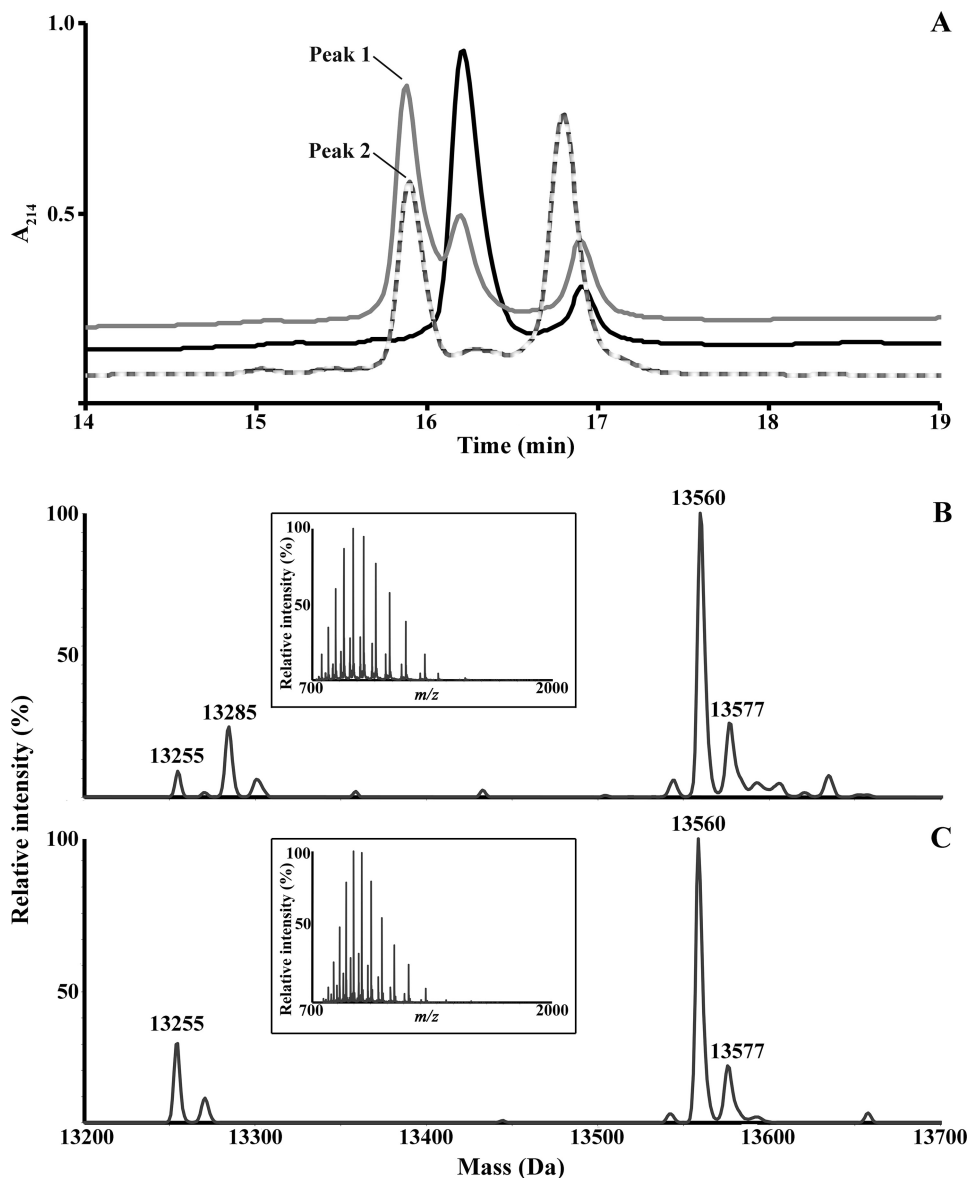 A
1.0
Peak 1
Peak 2
0.5
A214
14 15 16 17 18 19
Time (min)
B
100
50
13255
13285
13560
13577
Relative intensity (%)
100
50
700 2000
m/z
Relative intensity (%)
C
100
50
13255
13560
13577
Relative intensity (%)
100
50
700 2000
m/z
13200 13300 13400 13500 13600 13700
Mass (Da)